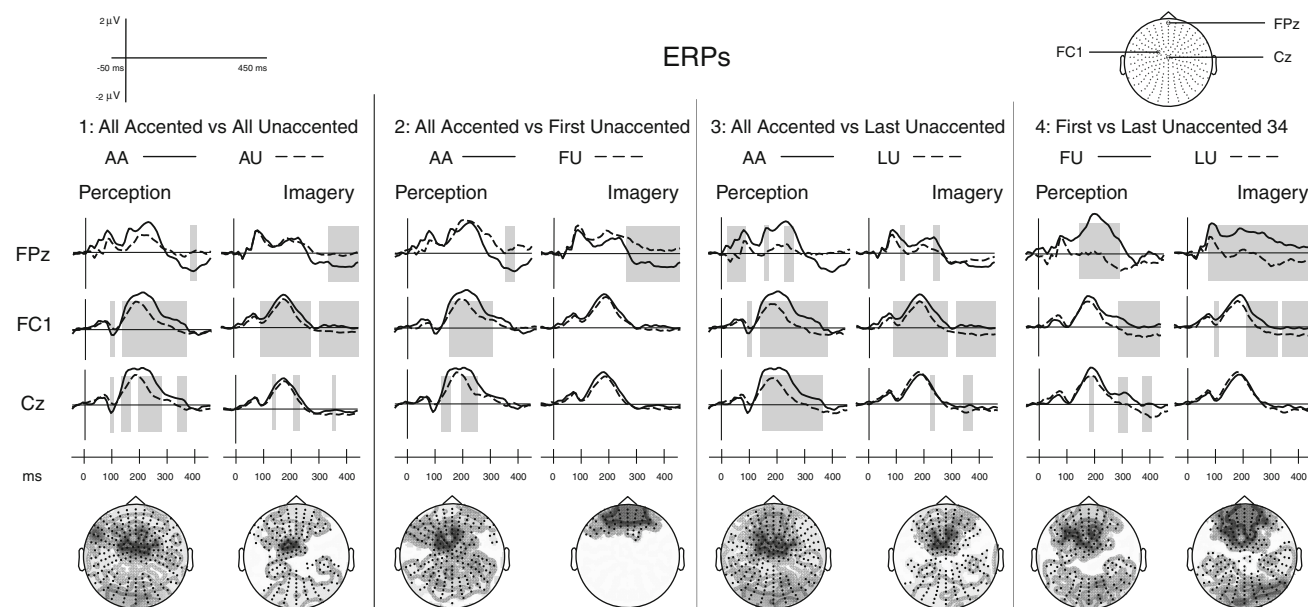 2 µV
-50 ms
450 ms
-2 µV
ERPs
FPz
FC1
Cz
1: All Accented vs All Unaccented
AA AU
Perception Imagery
2: All Accented vs First Unaccented
AA FU
Perception Imagery
3: All Accented vs Last Unaccented
AA LU
Perception Imagery
4: First vs Last Unaccented 34
FU LU
Perception Imagery
FPz
FC1
Cz
ms
0 100 200 300 400
0 100 200 300 400
0 100 200 300 400
0 100 200 300 400
0 100 200 300 400
0 100 200 300 400
0 100 200 300 400
0 100 200 300 400